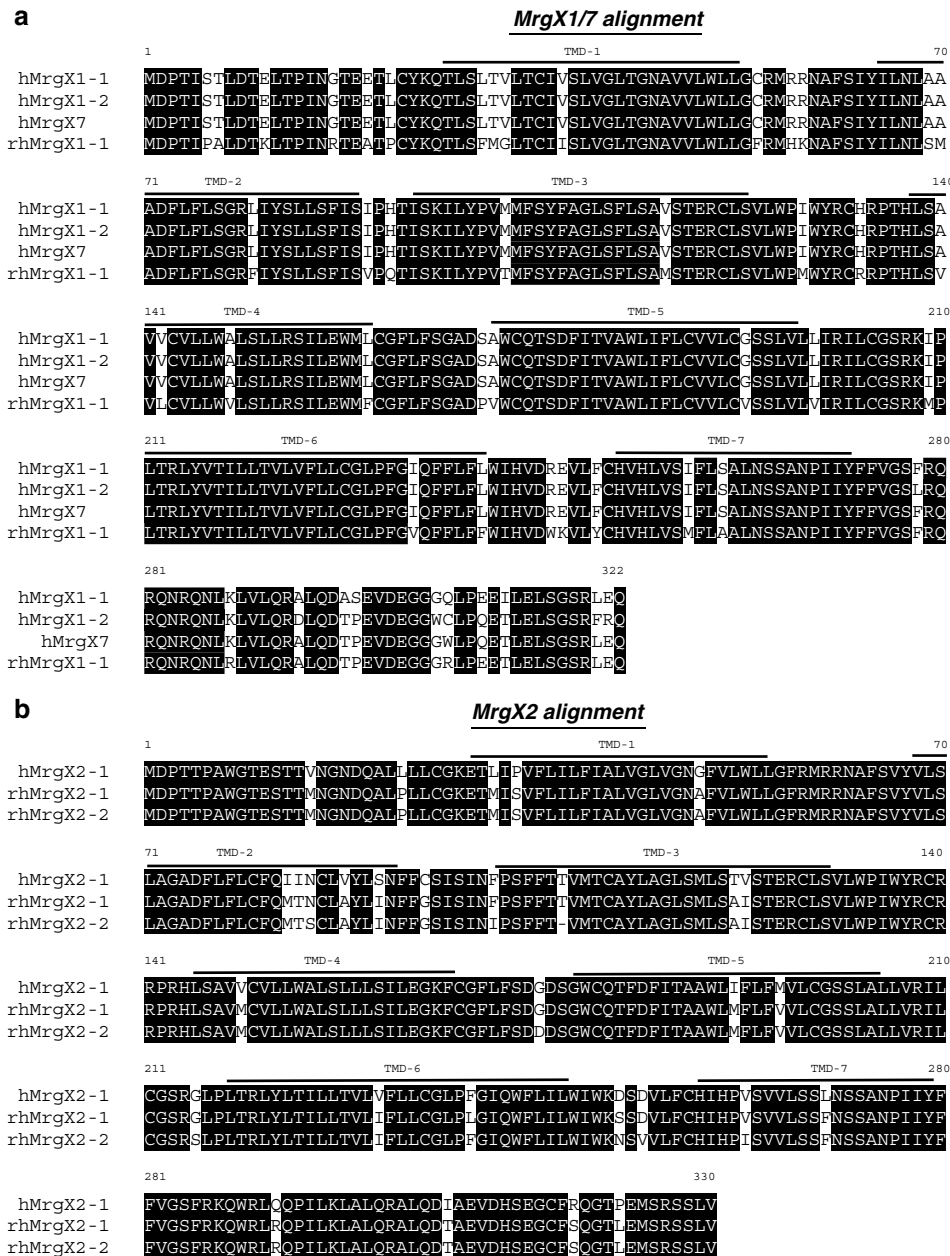 a
MrgX1/7 alignment
1 TMD-1 70
hMrgX1-1 MDPTISTLDTELTPINGTEETLCYKQTLSLTVLTCIVSLVGLTGNAVVLWLLGCRMRRNAFSIYILNLAA
hMrgX1-2 MDPTISTLDTELTPINGTEETLCYKQTLSLTVLTCIVSLVGLTGNAVVLWLLGCRMRRNAFSIYILNLAA
hMrgX7 MDPTISTLDTELTPINGTEETLCYKQTLSLTVLTCIVSLVGLTGNAVVLWLLGCRMRRNAFSIYILNLAA
rhMrgX1-1 MDPTIPALDTKLTPINRTEATPCYKQTLSFMGLTCIISLVGLTGNAVVLWLLGFRMHKNAFSIYILNLSM
71 TMD-2 TMD-3 140
hMrgX1-1 ADFLFLSGRLIYSLLSFISIPHTISKILYPVMMFSYFAGLSFLSAVSTERCLSVLWPIWYRCHRPTHLSA
hMrgX1-2 ADFLFLSGRLIYSLLSFISIPHTISKILYPVMMFSYFAGLSFLSAVSTERCLSVLWPIWYRCHRPTHLSA
hMrgX7 ADFLFLSGRLIYSLLSFISIPHTISKILYPVMMFSYFAGLSFLSAVSTERCLSVLWPIWYRCHRPTHLSA
rhMrgX1-1 ADFLFLSGRFIYSLLSFISVPQTISKILYPVTMFSYFAGLSFLSAMSTERCLSVLWPMWYRCRRPTHLSV
141 TMD-4 TMD-5 210
hMrgX1-1 VVCVLLWALSLLRSILEWMLCGFLFSGADSAWCQTSDFITVAWLIFLCVVLCGSSLVLLIRILCGSRKIP
hMrgX1-2 VVCVLLWALSLLRSILEWMLCGFLFSGADSAWCQTSDFITVAWLIFLCVVLCGSSLVLLIRILCGSRKIP
hMrgX7 VVCVLLWALSLLRSILEWMLCGFLFSGADSAWCQTSDFITVAWLIFLCVVLCGSSLVLLIRILCGSRKIP
rhMrgX1-1 VLCVLLWVLSLLRSILEWMFCGFLFSGADPVWCQTSDFITVAWLIFLCVVLCVSSLVLVIRILCGSRKMP
211 TMD-6 TMD-7 280
hMrgX1-1 LTRLYVTILLTVLVFLLCGLPFGIQFFLFLWIHVDREVLFCHVHLVSIFLSALNSSANPIIYFFVGSFRQ
hMrgX1-2 LTRLYVTILLTVLVFLLCGLPFGIQFFLFLWIHVDREVLFCHVHLVSIFLSALNSSANPIIYFFVGSLRQ
hMrgX7 LTRLYVTILLTVLVFLLCGLPFGIQFFLFLWIHVDREVLFCHVHLVSIFLSALNSSANPIIYFFVGSFRQ
rhMrgX1-1 LTRLYVTILLTVLVFLLCGLPFGVQFFLFFWIHVDWKVLYCHVHLVSMFLAALNSSANPIIYFFVGSFRQ
281 322
hMrgX1-1 RQNRQNLKLVLQRALQDASEVDEGGGQLPEEILELSGSRLEQ
hMrgX1-2 RQNRQNLKLVLQRDLQDTPEVDEGGWCLPQETLELSGSRFRQ
hMrgX7 RQNRQNLKLVLQRALQDTPEVDEGGGWLPQETLELSGSRLEQ
rhMrgX1-1 RQNRQNLRLVLQRALQDTPEVDEGGGRLPEETLELSGSRLEQ
b
MrgX2 alignment
1 TMD-1 70
hMrgX2-1 MDPTTPAWGTESTTVNGNDQALLLLCGKETLIPVFLILFIALVGLVGNGFVLWLLGFRMRRNAFSVYVLS
rhMrgX2-1 MDPTTPAWGTESTTMNGNDQALPLLCGKETMISVFLILFIALVGLVGNAFVLWLLGFRMRRNAFSVYVLS
rhMrgX2-2 MDPTTPAWGTESTTMNGNDQALPLLCGKETMISVFLILFIALVGLVGNAFVLWLLGFRMRRNAFSVYVLS
71 TMD-2 TMD-3 140
hMrgX2-1 LAGADFLFLCFQIINCLVYLSNFFCSISINFPSFFTTVMTCAYLAGLSMLSTVSTERCLSVLWPIWYRCR
rhMrgX2-1 LAGADFLFLCFQMTNCLAYLINFFGSISINFPSFFTTVMTCAYLAGLSMLSAISTERCLSVLWPIWYRCR
rhMrgX2-2 LAGADFLFLCFQMTSCLAYLINFFGSISINIPSFFT-VMTCAYLAGLSMLSAISTERCLSVLWPIWYRCR
141 TMD-4 TMD-5 210
hMrgX2-1 RPRHLSAVVCVLLWALSLLLSILEGKFCGFLFSDGDSGWCQTFDFITAAWLIFLFMVLCGSSLALLVRIL
rhMrgX2-1 RPRHLSAVMCVLLWALSLLLSILEGKFCGFLFSDGDSGWCQTFDFITAAWLMFLFVVLCGSSLALLVRIL
rhMrgX2-2 RPRHLSAVMCVLLWALSLLLSILEGKFCGFLFSDDDSGWCQTFDFITAAWLMFLFVVLCGSSLALLVRIL
211 TMD-6 TMD-7 280
hMrgX2-1 CGSRGLPLTRLYLTILLTVLVFLLCGLPFGIQWFLILWIWKDSDVLFCHIHPVSVVLSSLNSSANPIIYF
rhMrgX2-1 CGSRGLPLTRLYLTILLTVLIFLLCGLPLGIQWFLILWIWKSSDVLFCHIHPVSVVLSSFNSSANPIIYF
rhMrgX2-2 CGSRSLPLTRLYLTILLTVLIFLLCGLPFGIQWFLILWIWKNSVVLFCHIHPISVVLSSFNSSANPIIYF
281 330
hMrgX2-1 FVGSFRKQWRLQQPILKLALQRALQDIAEVDHSEGCFRQGTPEMSRSSLV
rhMrgX2-1 FVGSFRKQWRLRQPILKLALQRALQDTAEVDHSEGCFSQGTLEMSRSSLV
rhMrgX2-2 FVGSFRKQWRLRQPILKLALQRALQDTAEVDHSEGCFSQGTLEMSRSSLV